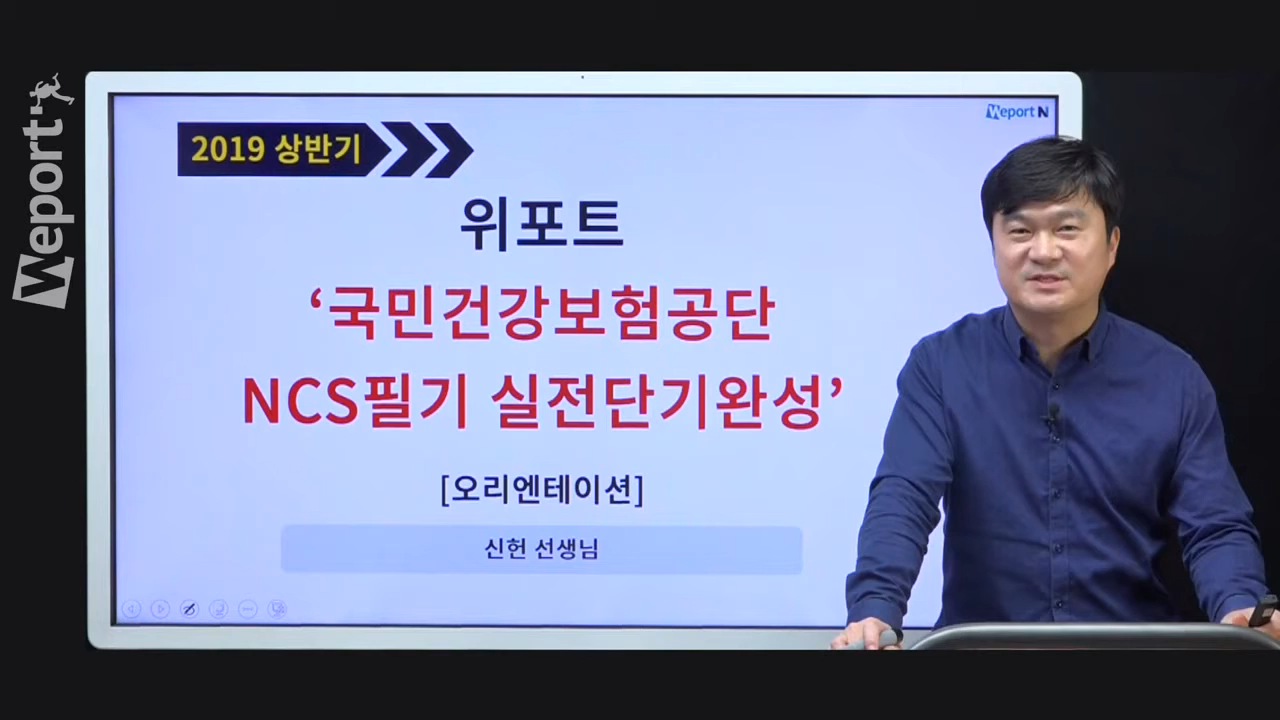 Weport
Weport N
2019 상반기
위포트
‘국민건강보험공단
NCS필기 실전단기완성’
[오리엔테이션]
신헌 선생님